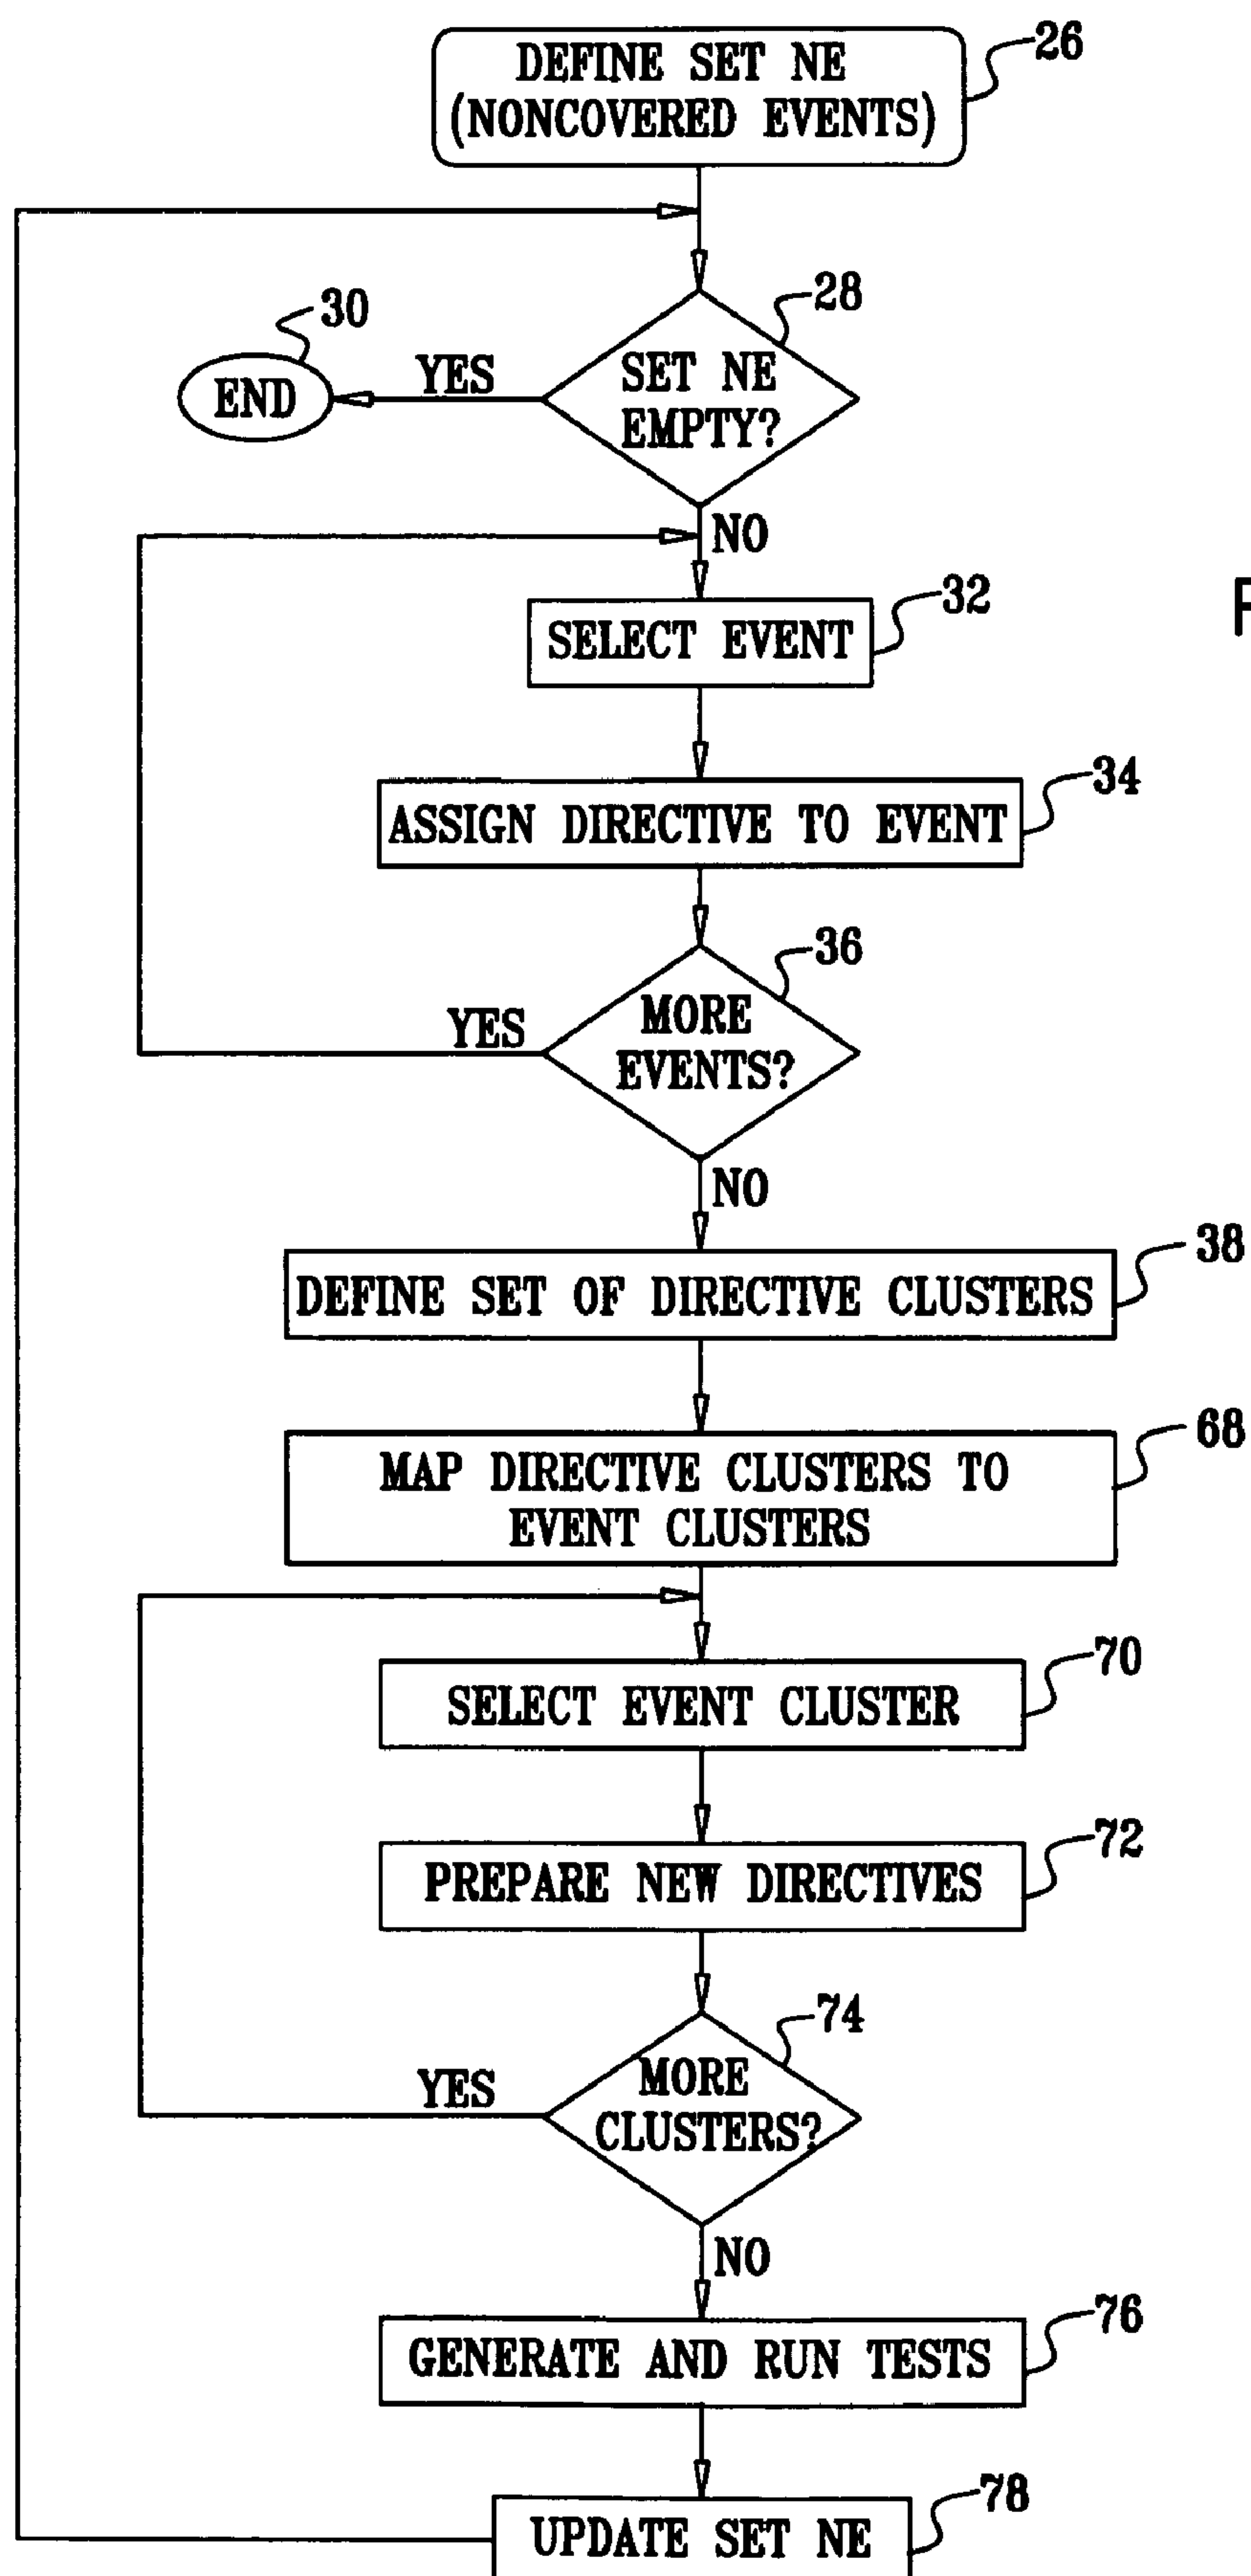 DEFINE SET NE
(NONCOVERED EVENTS)
26
28
30
SET NE
EMPTY?
YES
END
NO
32
SELECT EVENT
34
ASSIGN DIRECTIVE TO EVENT
36
MORE
EVENTS?
YES
NO
38
DEFINE SET OF DIRECTIVE CLUSTERS
68
MAP DIRECTIVE CLUSTERS TO
EVENT CLUSTERS
70
SELECT EVENT CLUSTER
72
PREPARE NEW DIRECTIVES
74
MORE
CLUSTERS?
YES
NO
76
GENERATE AND RUN TESTS
78
UPDATE SET NE